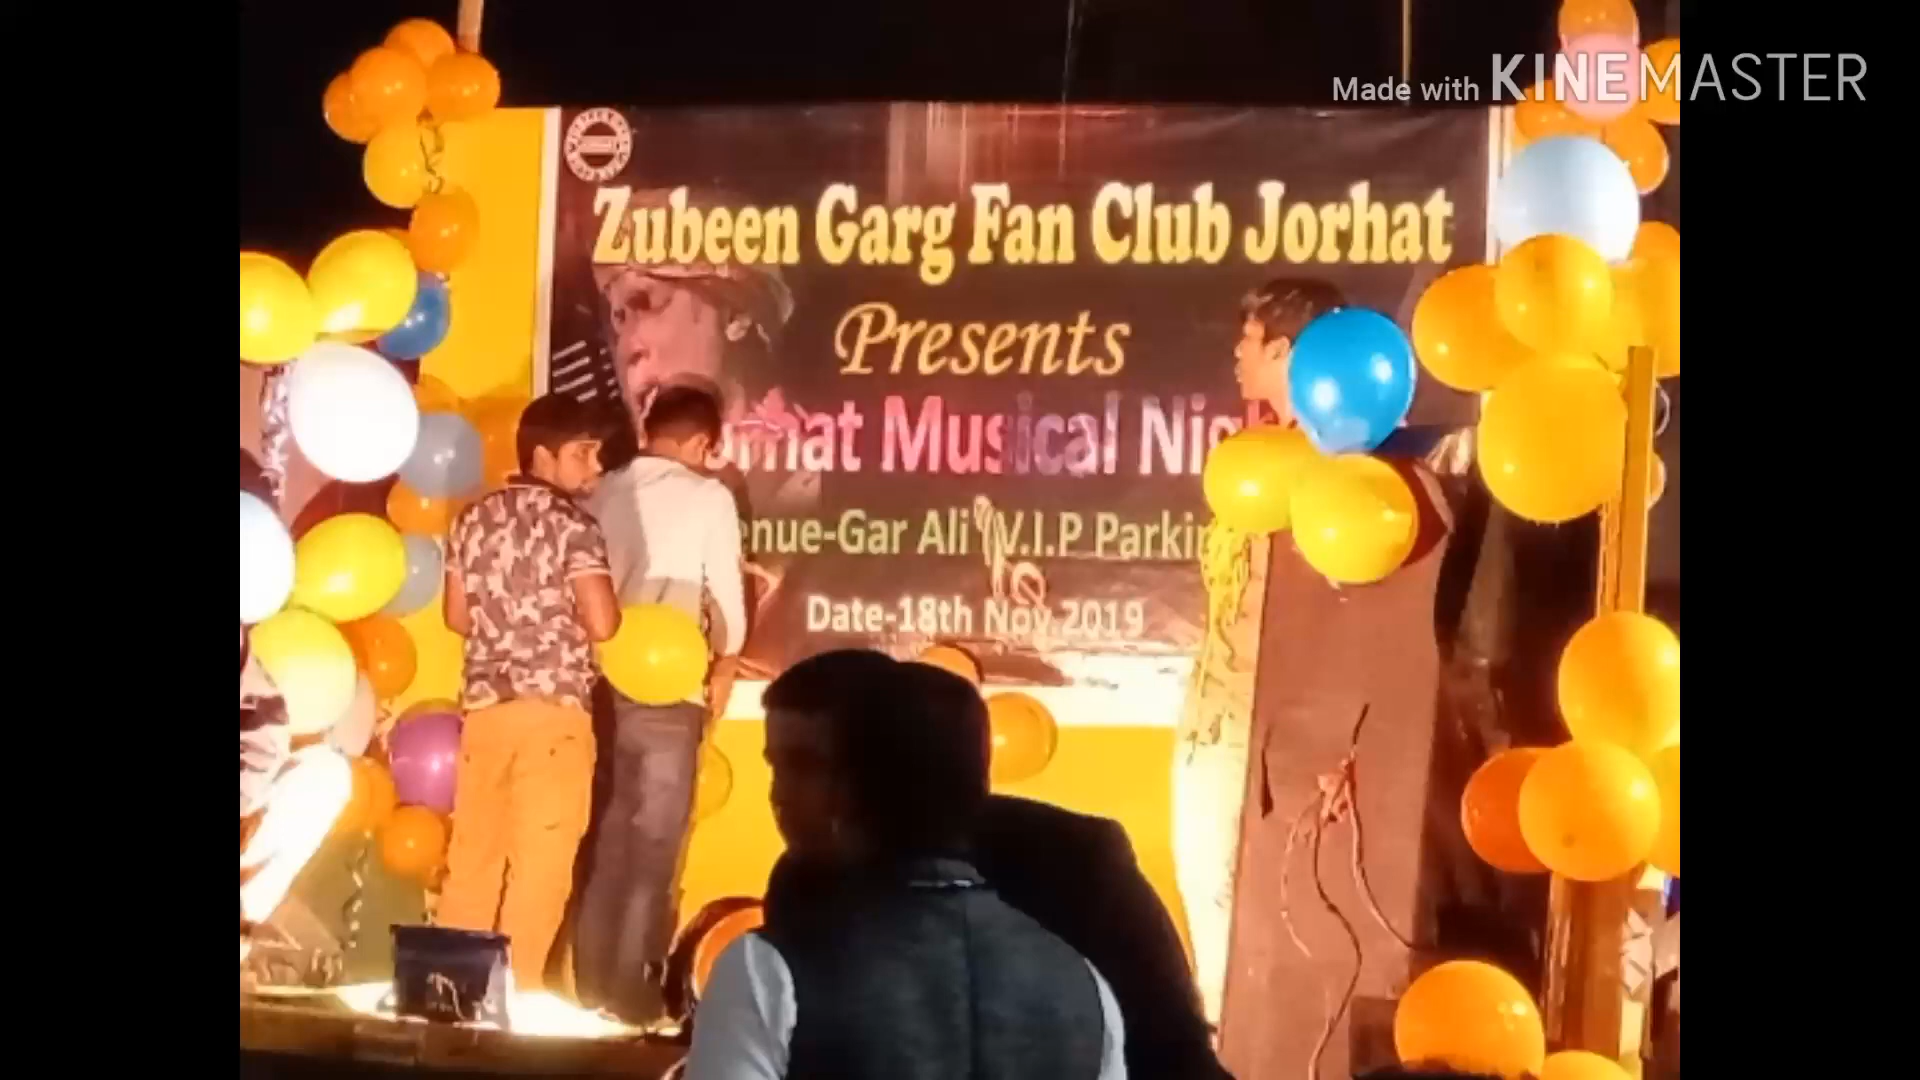 Made with KINEMASTER
Zubeen Garg Fan Club Jorhat
Presents
Musical
Gar Ali V.I.P
Date-18th Nov.2019